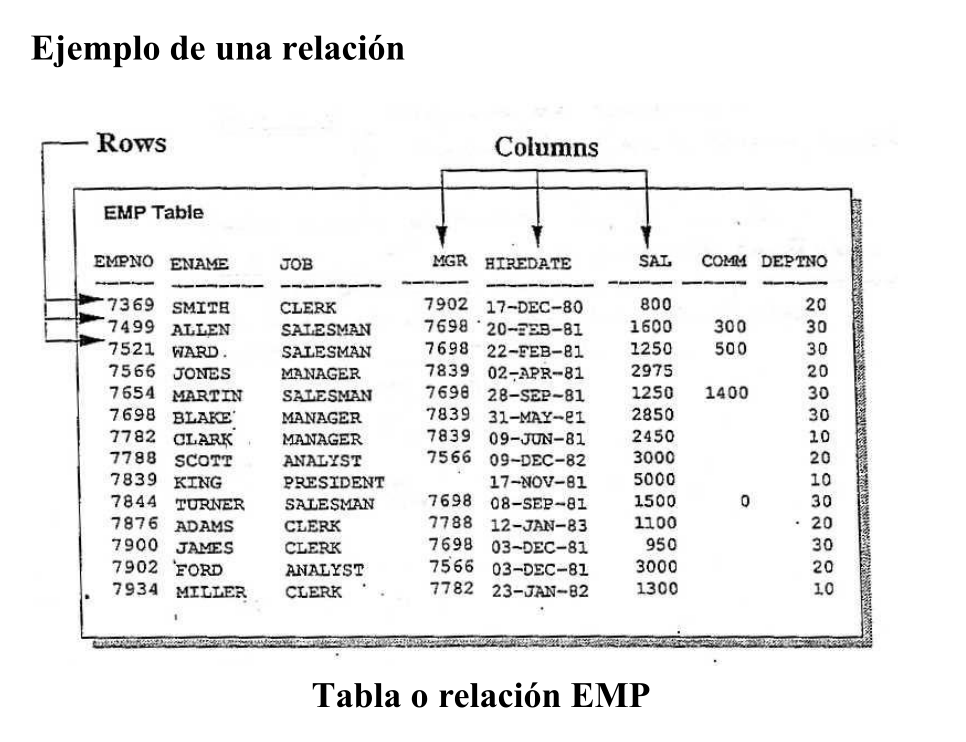 Ejemplo de una relación
Rows Columns
EMP Table
EMPNO ENAME JOB MGR HIREDATE SAL COMM DEPTNO
7369 SMITH CLERK 7902 17-DEC-80 800 20
7499 ALLEN SALESMAN 7698 20-FEB-81 1600 300 30
7521 WARD SALESMAN 7698 22-FEB-81 1250 500 30
7566 JONES MANAGER 7839 02-APR-81 2975 20
7654 MARTIN SALESMAN 7698 28-SEP-81 1250 1400 30
7698 BLAKE MANAGER 7839 31-MAY-81 2850 30
7782 CLARK MANAGER 7839 09-JUN-81 2450 10
7788 SCOTT ANALYST 7566 09-DEC-82 3000 20
7839 KING PRESIDENT 17-NOV-81 5000 10
7844 TURNER SALESMAN 7698 08-SEP-81 1500 0 30
7876 ADAMS CLERK 7788 12-JAN-83 1100 20
7900 JAMES CLERK 7698 03-DEC-81 950 30
7902 FORD ANALYST 7566 03-DEC-81 3000 20
7934 MILLER CLERK 7782 23-JAN-82 1300 10
Tabla o relación EMP